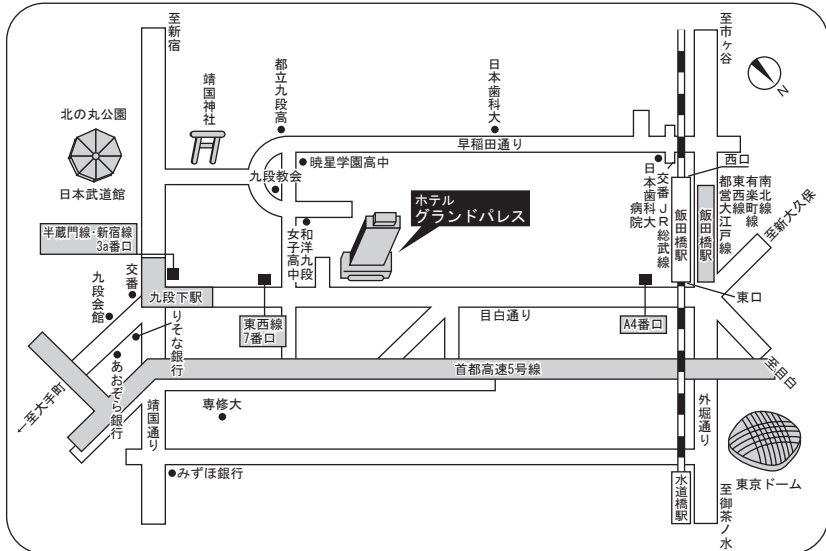 至新宿
都立九段高
日本歯科大
至市ヶ谷
N
北の丸公園
靖国神社
早稲田通り
西口
暁星学園高中
九段教会
日本武道館
ホテル
グランドパレス
日本歯科大
病院
交番
JR総武線
飯田橋駅
飯田橋駅
都営大江戸線
東西線
有楽町線
南北線
至新大久保
半蔵門線・新宿線
3a番口
和洋九段
女子高中
交番
九段会館
九段下駅
東西線
7番口
目白通り
A4番口
東口
りそな銀行
あおぞら銀行
首都高速5号線
至目白
←至大手町
靖国通り
専修大
外堀通り
みずほ銀行
水道橋駅
東京ドーム
至御茶ノ水